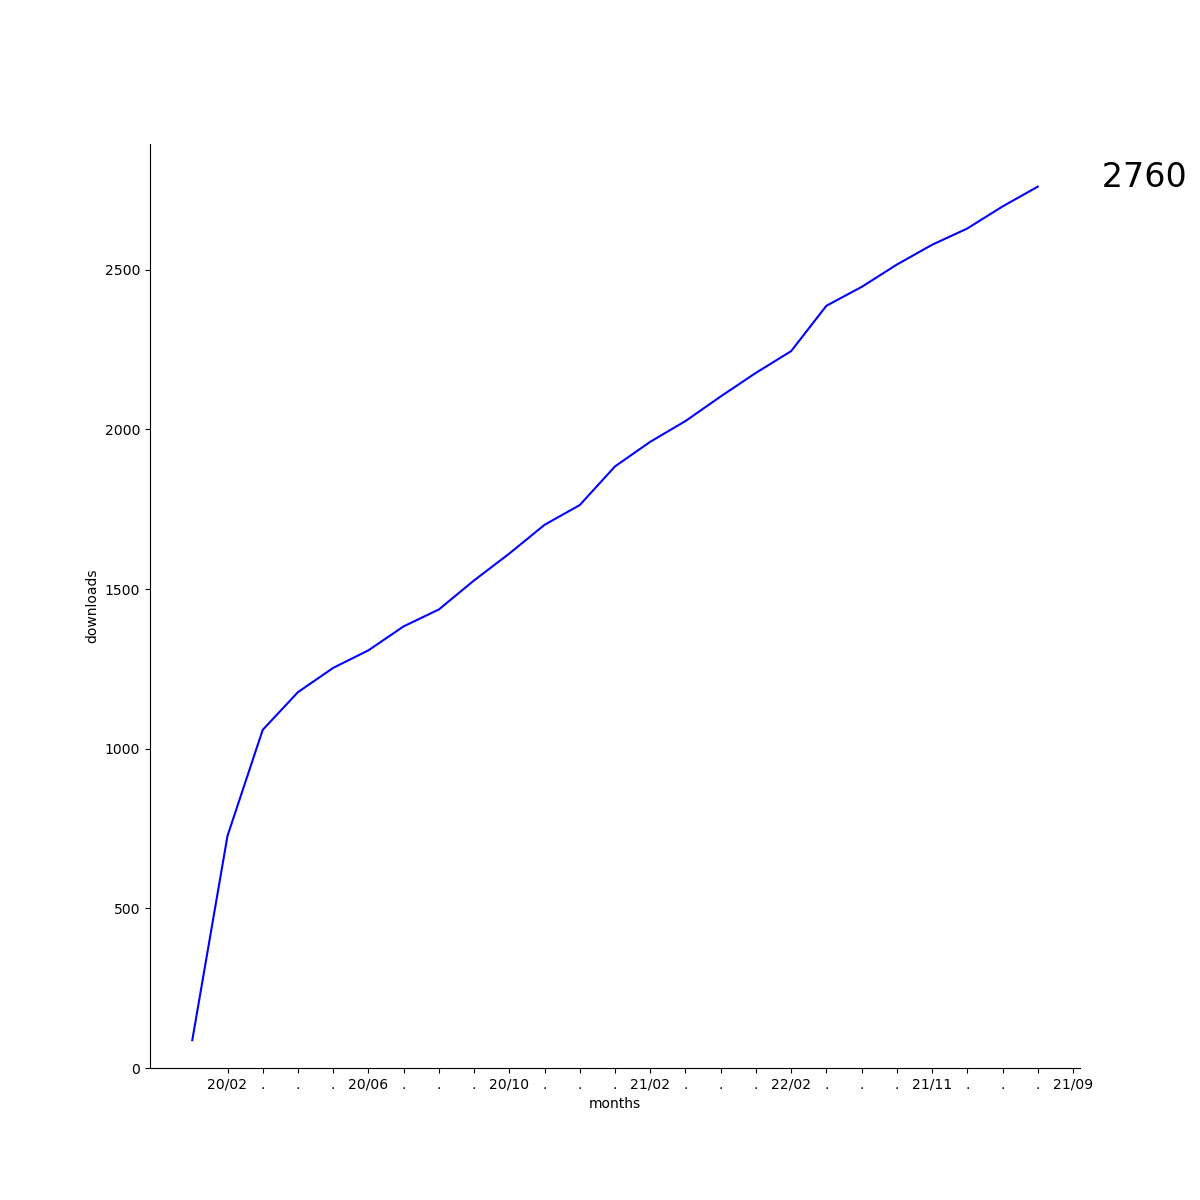 2760
2500
2000
1500
1000
500
0
downloads
20/02 . . . 20/06 . . . 20/10 . . . 21/02 . . . 22/02 . . . 21/11 . . . 21/09
months